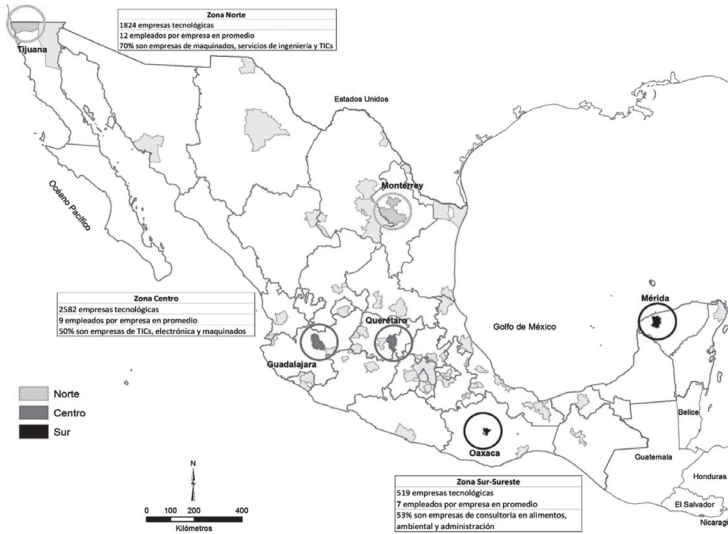 Zona Norte
1824 empresas tecnológicas
12 empleados por empresa en promedio
70% son empresas de maquinados, servicios de ingeniería y TICs
Tijuana
Estados Unidos
Monterrey
Océano Pacífico
Zona Centro
2582 empresas tecnológicas
9 empleados por empresa en promedio
50% son empresas de TICs, electrónica y maquinados
Mérida
Querétaro
Golfo de México
Guadalajara
Norte
Centro
Sur
Belice
Oaxaca
Guatemala
Honduras
El Salvador
Nicaragu
Zona Sur-Sureste
519 empresas tecnológicas
7 empleados por empresa en promedio
53% son empresas de consultoría en alimentos,
ambiental y administración
N
0 100 200 400
Kilómetros